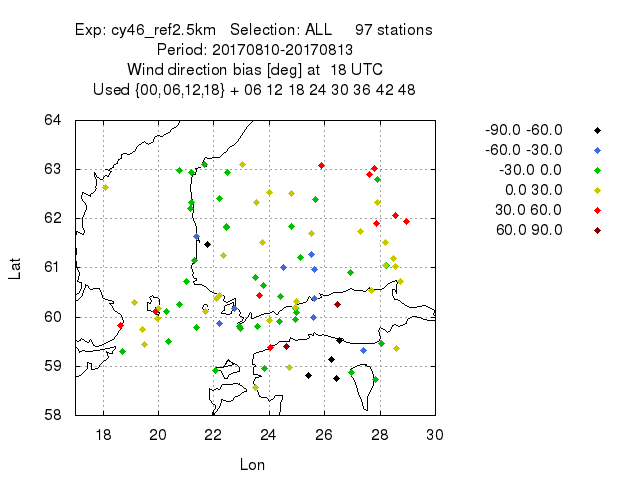 Exp: cy46_ref2.5km   Selection: ALL     97 stations
Period: 20170810-20170813
Wind direction bias [deg] at  18 UTC
Used {00,06,12,18} + 06 12 18 24 30 36 42 48
64
63
62
61
60
59
58
Lat
18 20 22 24 26 28 30
Lon
-90.0 -60.0
-60.0 -30.0
-30.0 0.0
0.0 30.0
30.0 60.0
60.0 90.0